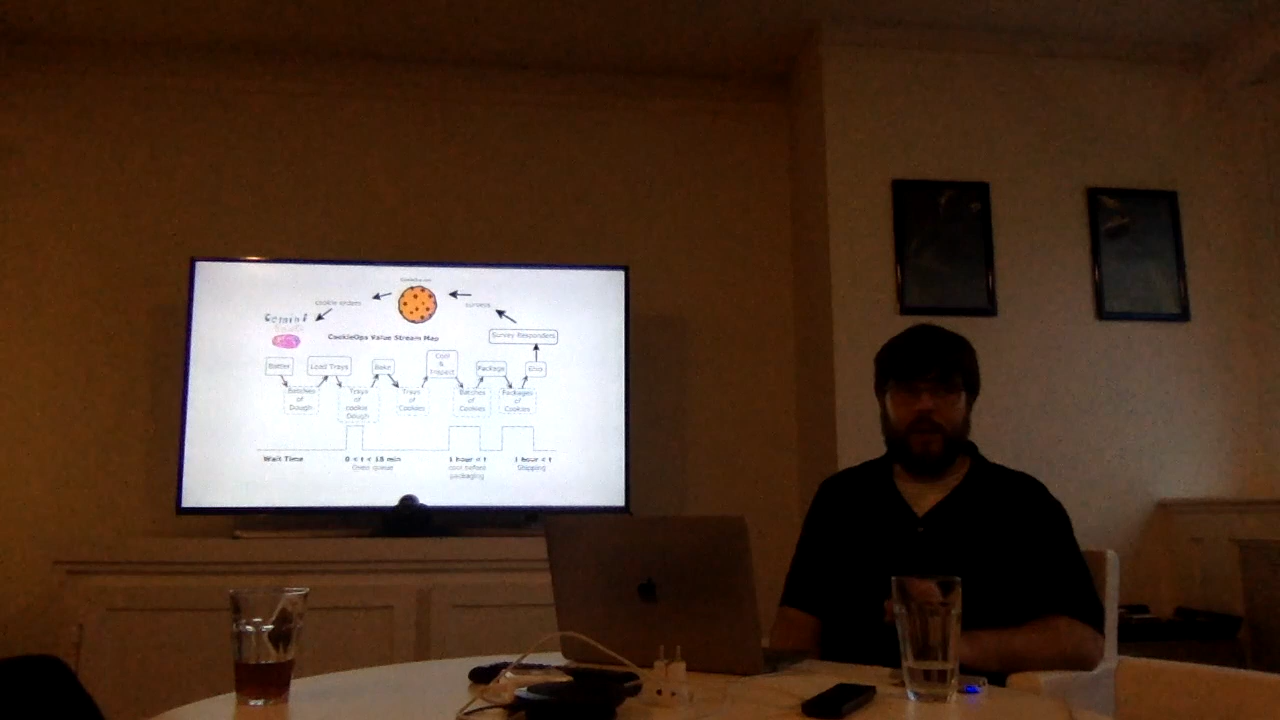 cookie orders
surveys
Gemini
CookieOps Value Stream Map
Survey Responders
Batter
Load Trays
Bake
Cool
&
Inspect
Package
Ship
Batches
of
Dough
Trays
of
cookie
Dough
Trays
of
Cookies
Batches
of
Cookies
Packages
of
Cookies
Wait Time
0 < t < 15 min
Oven queue
1 hour < t
cool before
packaging
1 hour < t
Shipping